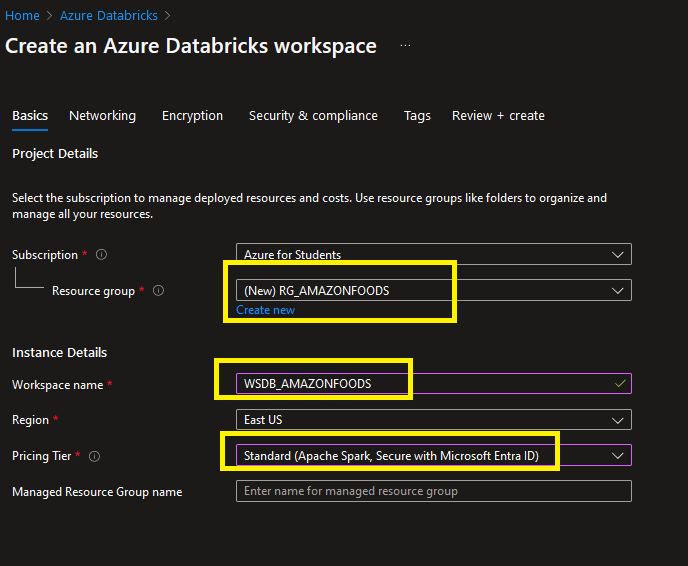 Home > Azure Databricks >
Create an Azure Databricks workspace ...
Basics Networking Encryption Security & compliance Tags Review + create
Project Details
Select the subscription to manage deployed resources and costs. Use resource groups like folders to organize and
manage all your resources.
Subscription *
Azure for Students
Resource group *
(New) RG_AMAZONFOODS
Create new
Instance Details
Workspace name *
WSDB_AMAZONFOODS
Region *
East US
Pricing Tier *
Standard (Apache Spark, Secure with Microsoft Entra ID)
Managed Resource Group name
Enter name for managed resource group